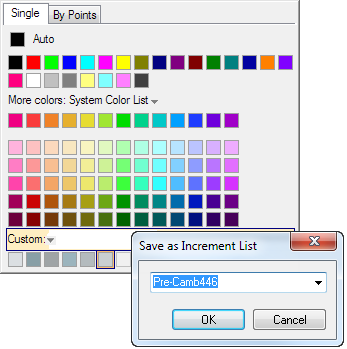 Single By Points
Auto
More colors: System Color List
Custom:
Save as Increment List
Pre-Camb446
OK Cancel